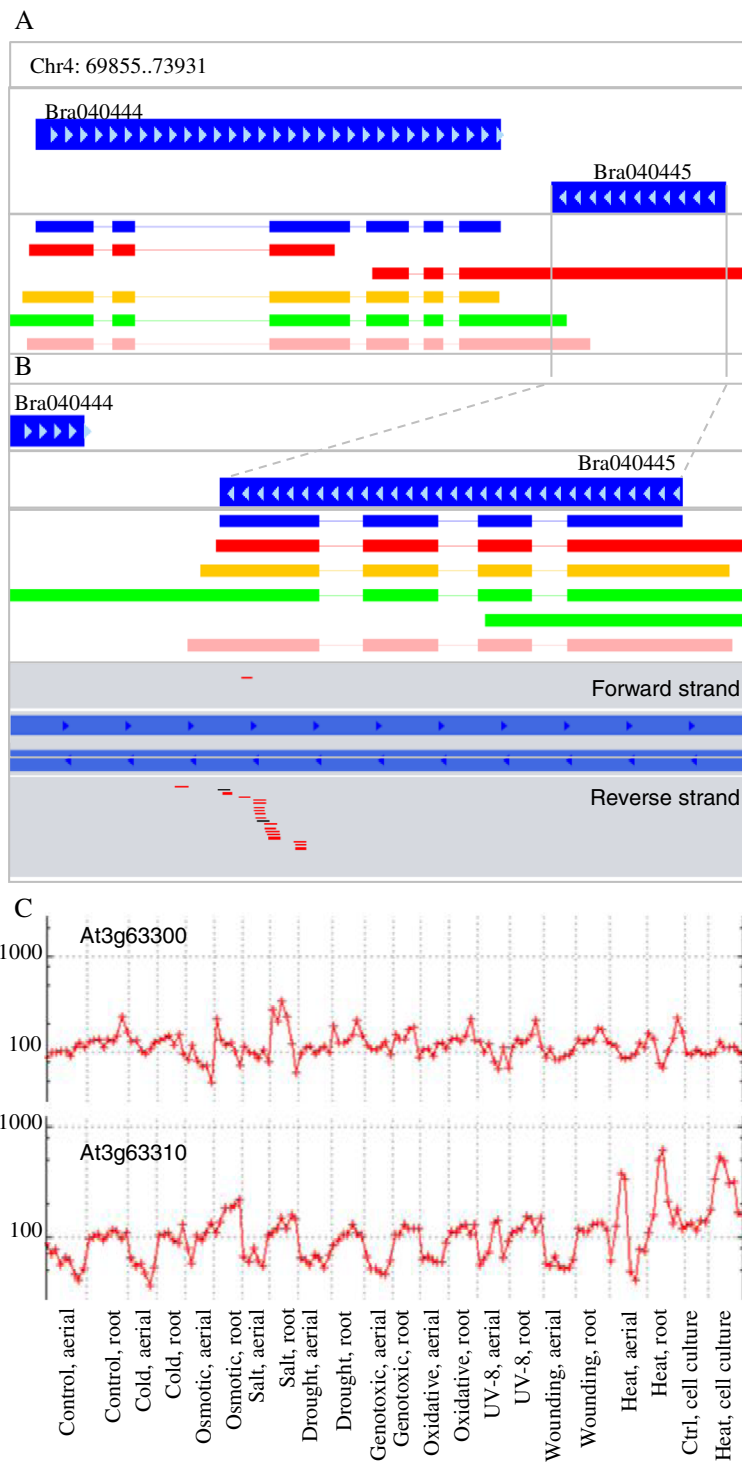 A
Chr4: 69855..73931
Bra040444
Bra040445
B
Bra040444
Bra040445
Forward strand
Reverse strand
C
At3g63300
1000
100
At3g63310
1000
100
Control, aerial
Control, root
Cold, aerial
Cold, root
Osmotic, aerial
Osmotic, root
Salt, aerial
Salt, root
Drought, aerial
Drought, root
Genotoxic, aerial
Genotoxic, root
Oxidative, aerial
Oxidative, root
UV-8, aerial
UV-8, root
Wounding, aerial
Wounding, root
Heat, aerial
Heat, root
Ctrl, cell culture
Heat, cell culture